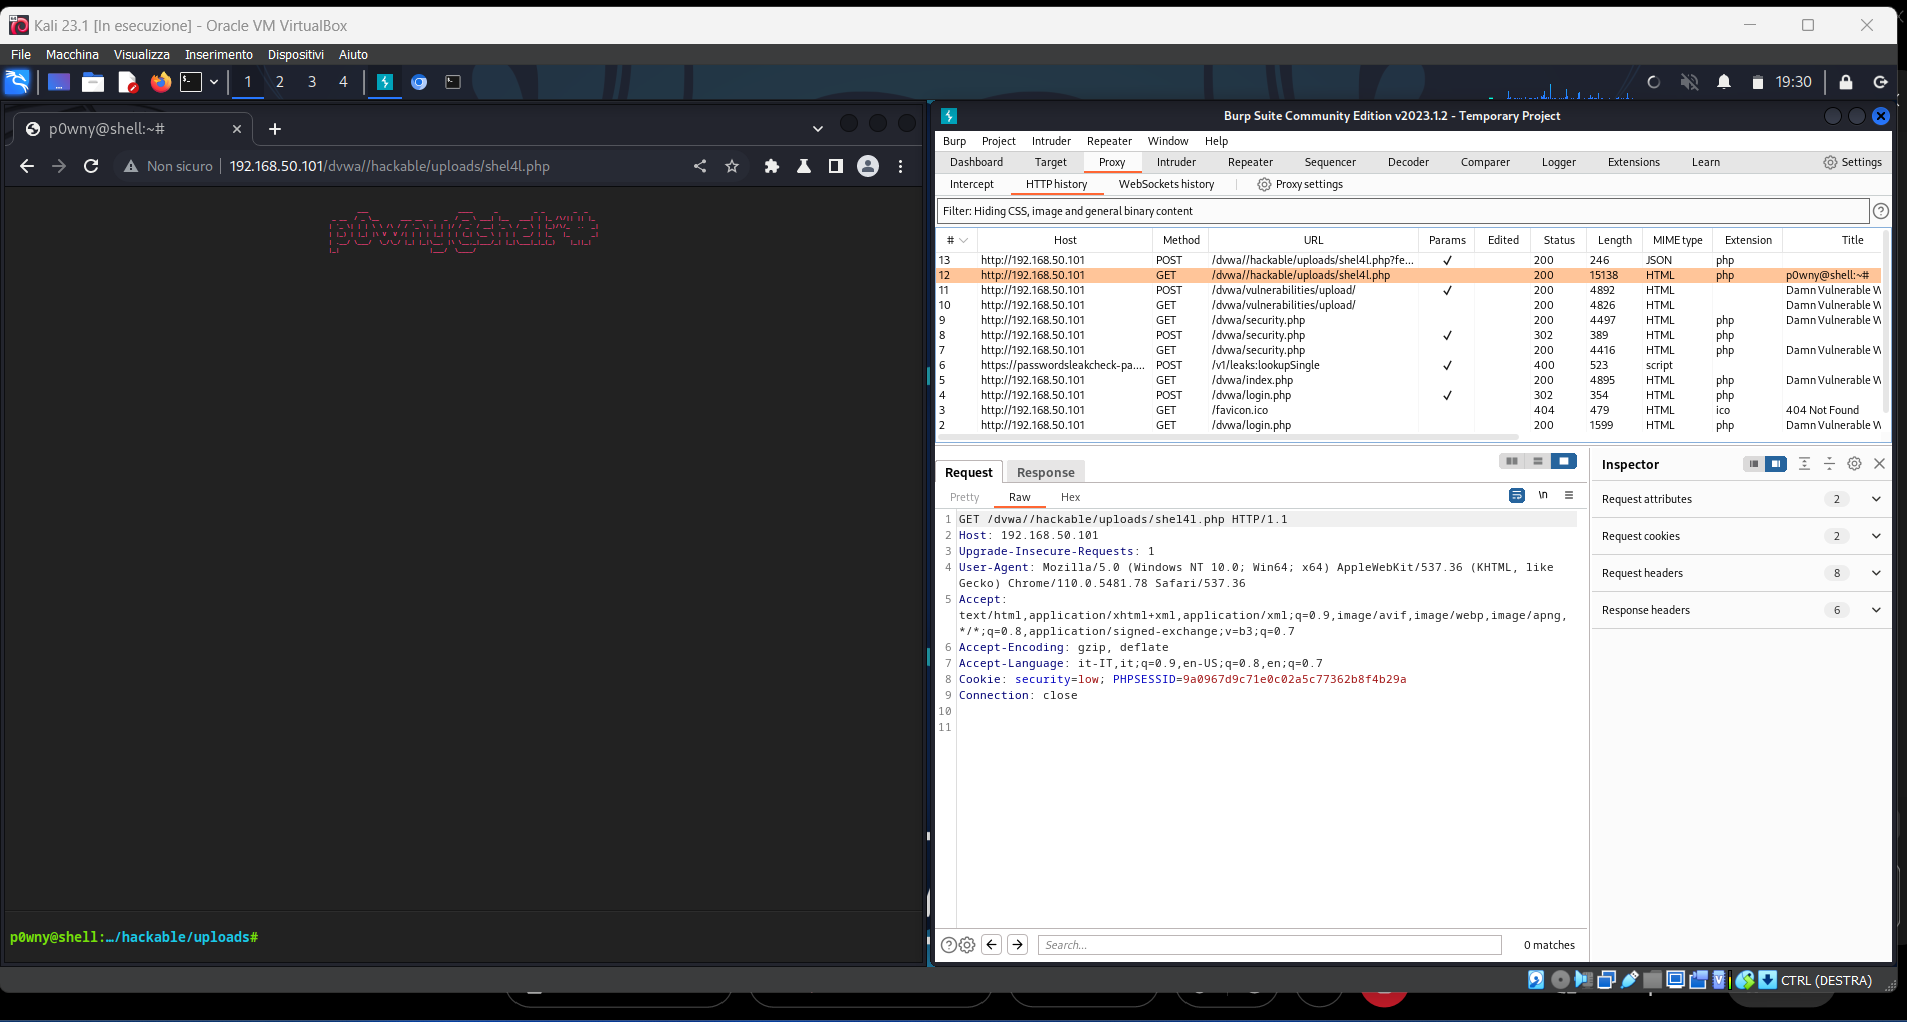 Kali 23.1 [In esecuzione] - Oracle VM VirtualBox
File Macchina Visualizza Inserimento Dispositivi Aiuto
1 2 3 4 19:30
p0wny@shell:~#
Non sicuro 192.168.50.101/dvwa//hackable/uploads/shel4l.php
p0wny@shell:…/hackable/uploads#
Burp Suite Community Edition v2023.1.2 - Temporary Project
Burp Project Intruder Repeater Window Help
Dashboard Target Proxy Intruder Repeater Sequencer Decoder Comparer Logger Extensions Learn Settings
Intercept HTTP history WebSockets history Proxy settings
Filter: Hiding CSS, image and general binary content
# Host Method URL Params Edited Status Length MIME type Extension Title
13 http://192.168.50.101 POST /dvwa//hackable/uploads/shel4l.php?fe... ✓ 200 246 JSON php
12 http://192.168.50.101 GET /dvwa//hackable/uploads/shel4l.php 200 15138 HTML php p0wny@shell:~#
11 http://192.168.50.101 POST /dvwa/vulnerabilities/upload/ ✓ 200 4892 HTML Damn Vulnerable W
10 http://192.168.50.101 GET /dvwa/vulnerabilities/upload/ 200 4826 HTML Damn Vulnerable W
9 http://192.168.50.101 GET /dvwa/security.php 200 4497 HTML php Damn Vulnerable W
8 http://192.168.50.101 POST /dvwa/security.php ✓ 302 389 HTML php
7 http://192.168.50.101 GET /dvwa/security.php 200 4416 HTML php Damn Vulnerable W
6 https://passwordsleakcheck-pa.... POST /v1/leaks:lookupSingle ✓ 400 523 script
5 http://192.168.50.101 GET /dvwa/index.php 200 4895 HTML php Damn Vulnerable W
4 http://192.168.50.101 POST /dvwa/login.php ✓ 302 354 HTML php
3 http://192.168.50.101 GET /favicon.ico 404 479 HTML ico 404 Not Found
2 http://192.168.50.101 GET /dvwa/login.php 200 1599 HTML php Damn Vulnerable W
Request Response
Pretty Raw Hex \n
1 GET /dvwa//hackable/uploads/shel4l.php HTTP/1.1
2 Host: 192.168.50.101
3 Upgrade-Insecure-Requests: 1
4 User-Agent: Mozilla/5.0 (Windows NT 10.0; Win64; x64) AppleWebKit/537.36 (KHTML, like
Gecko) Chrome/110.0.5481.78 Safari/537.36
5 Accept:
text/html,application/xhtml+xml,application/xml;q=0.9,image/avif,image/webp,image/apng,
*/*;q=0.8,application/signed-exchange;v=b3;q=0.7
6 Accept-Encoding: gzip, deflate
7 Accept-Language: it-IT,it;q=0.9,en-US;q=0.8,en;q=0.7
8 Cookie: security=low; PHPSESSID=9a0967d9c71e0c02a5c77362b8f4b29a
9 Connection: close
10
11
Search... 0 matches
Inspector
Request attributes 2
Request cookies 2
Request headers 8
Response headers 6
CTRL (DESTRA)